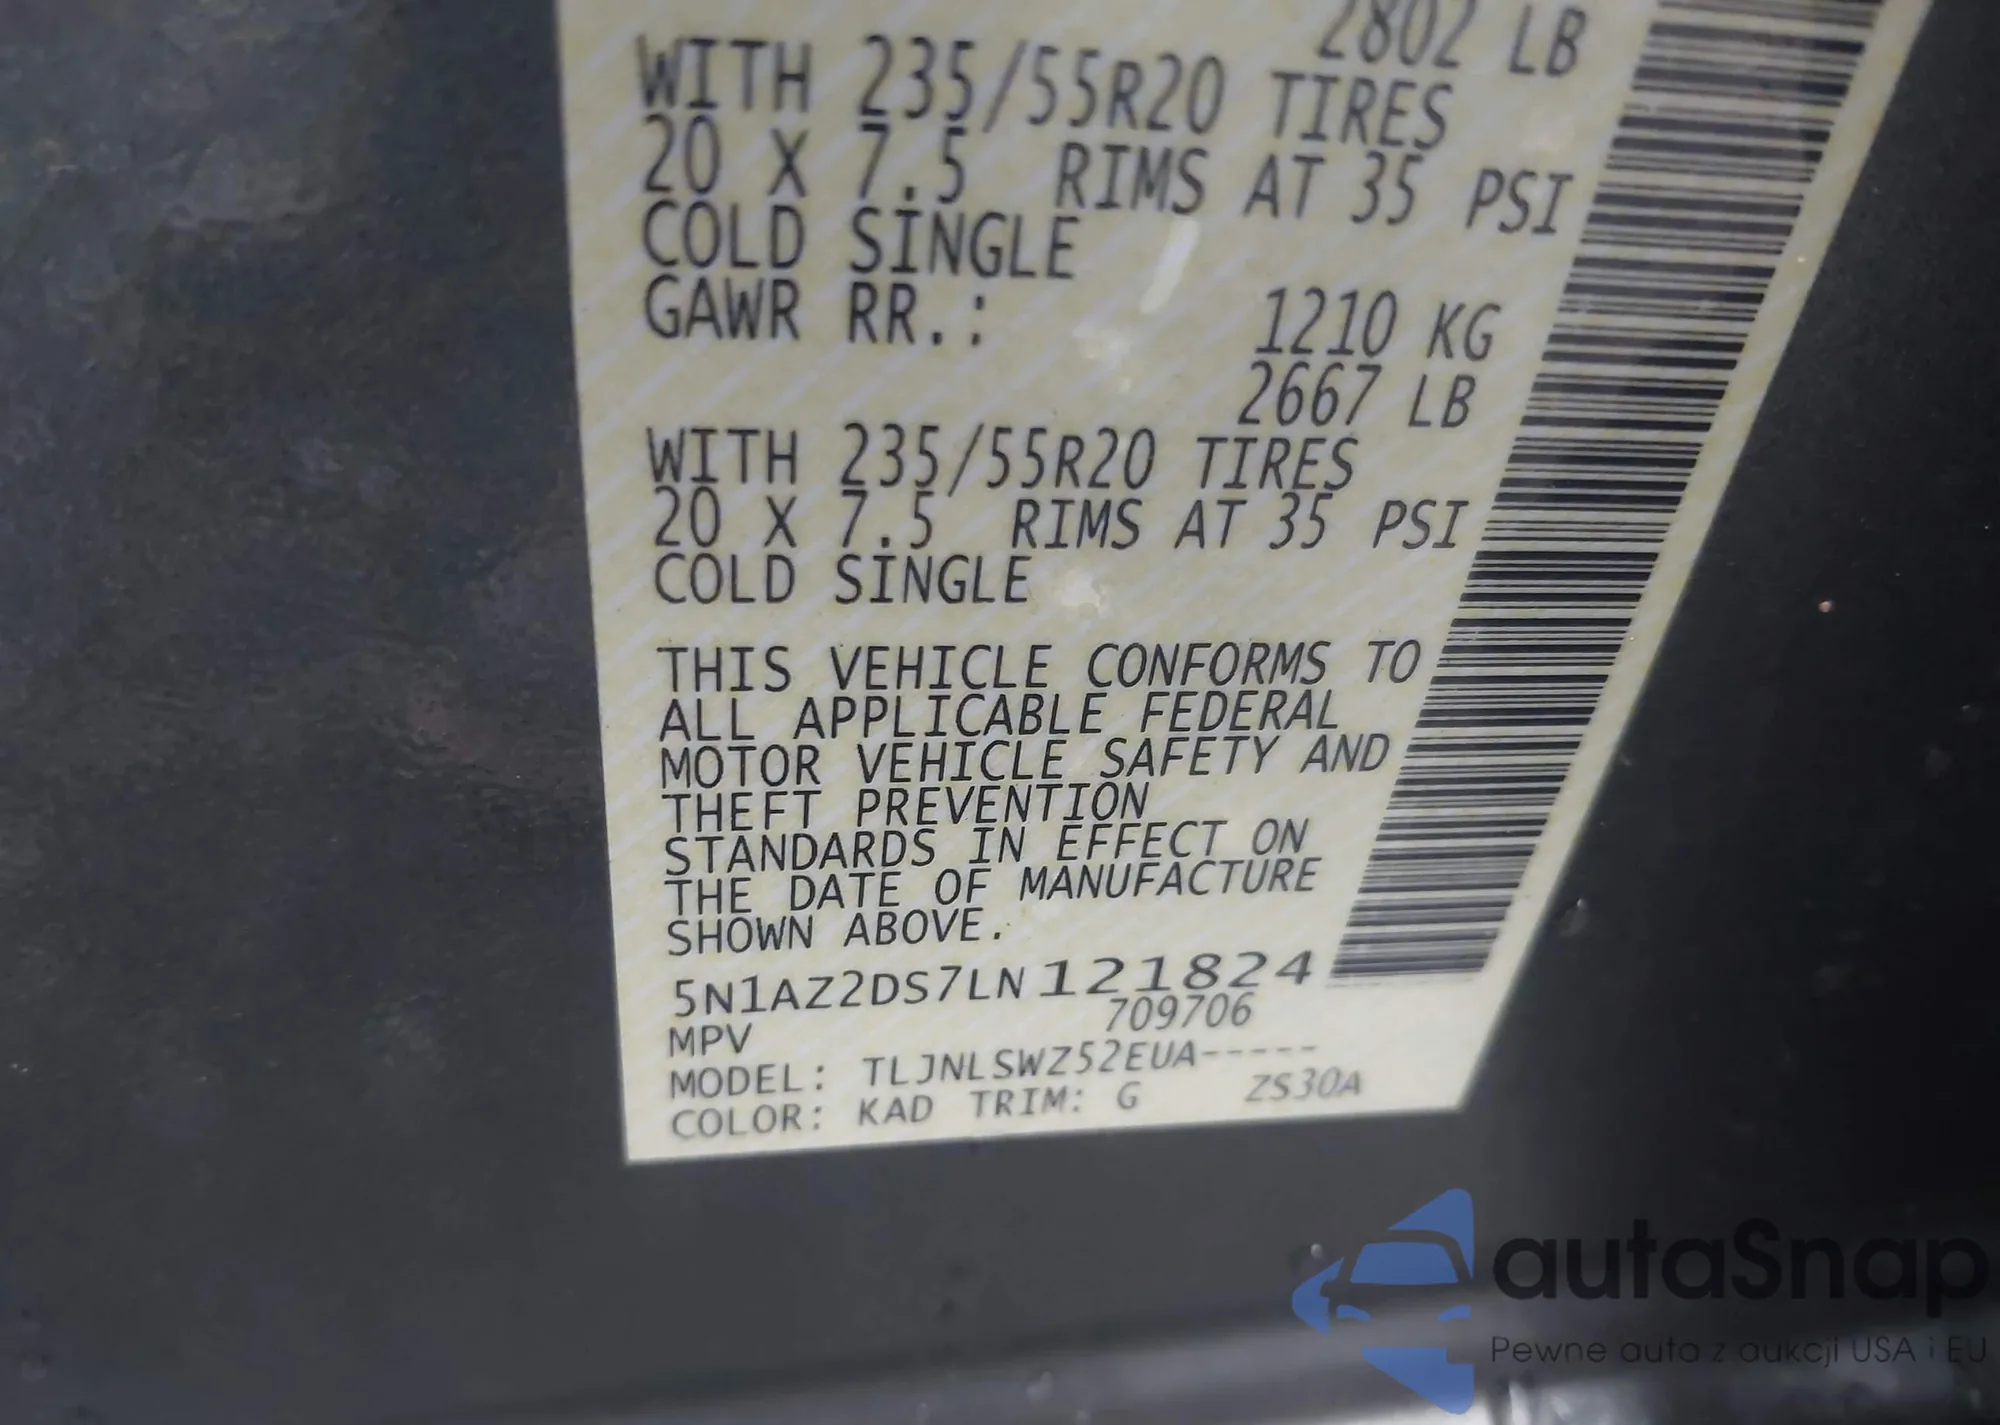 2802 LB
WITH 235/55R20 TIRES
20 X 7.5 RIMS AT 35 PSI
COLD SINGLE
GAWR RR.: 1210 KG
2667 LB
WITH 235/55R20 TIRES
20 X 7.5 RIMS AT 35 PSI
COLD SINGLE
THIS VEHICLE CONFORMS TO
ALL APPLICABLE FEDERAL
MOTOR VEHICLE SAFETY AND
THEFT PREVENTION
STANDARDS IN EFFECT ON
THE DATE OF MANUFACTURE
SHOWN ABOVE.
5N1AZ2DS7LN121824
MPV 709706
MODEL: TLJNLSWZ52EUA-----
COLOR: KAD TRIM: G ZS30A
autaSnap
Pewne auta z aukcji USA i EU